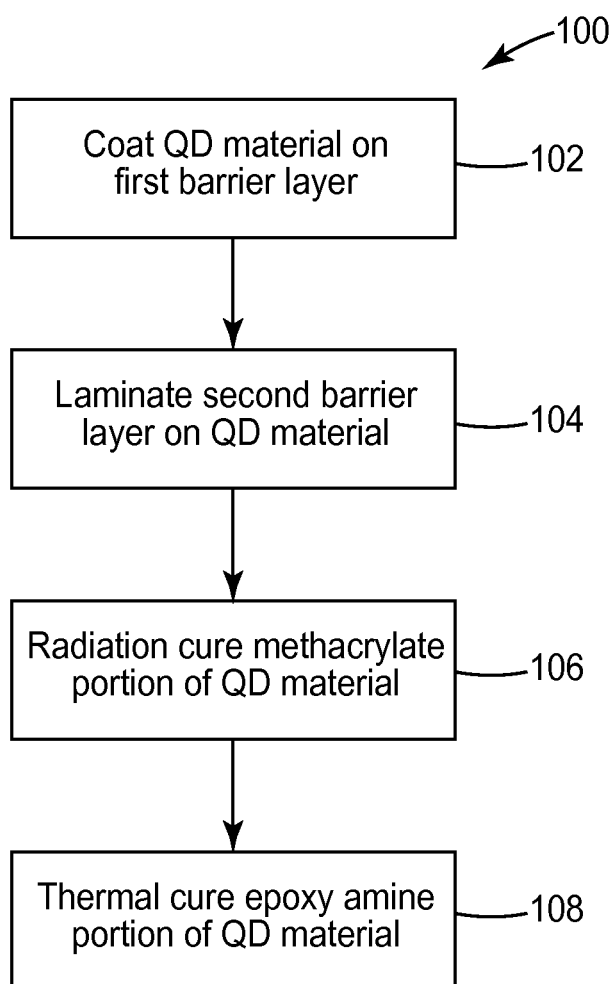 100
Coat QD material on
first barrier layer
102
Laminate second barrier
layer on QD material
104
Radiation cure methacrylate
portion of QD material
106
Thermal cure epoxy amine
portion of QD material
108